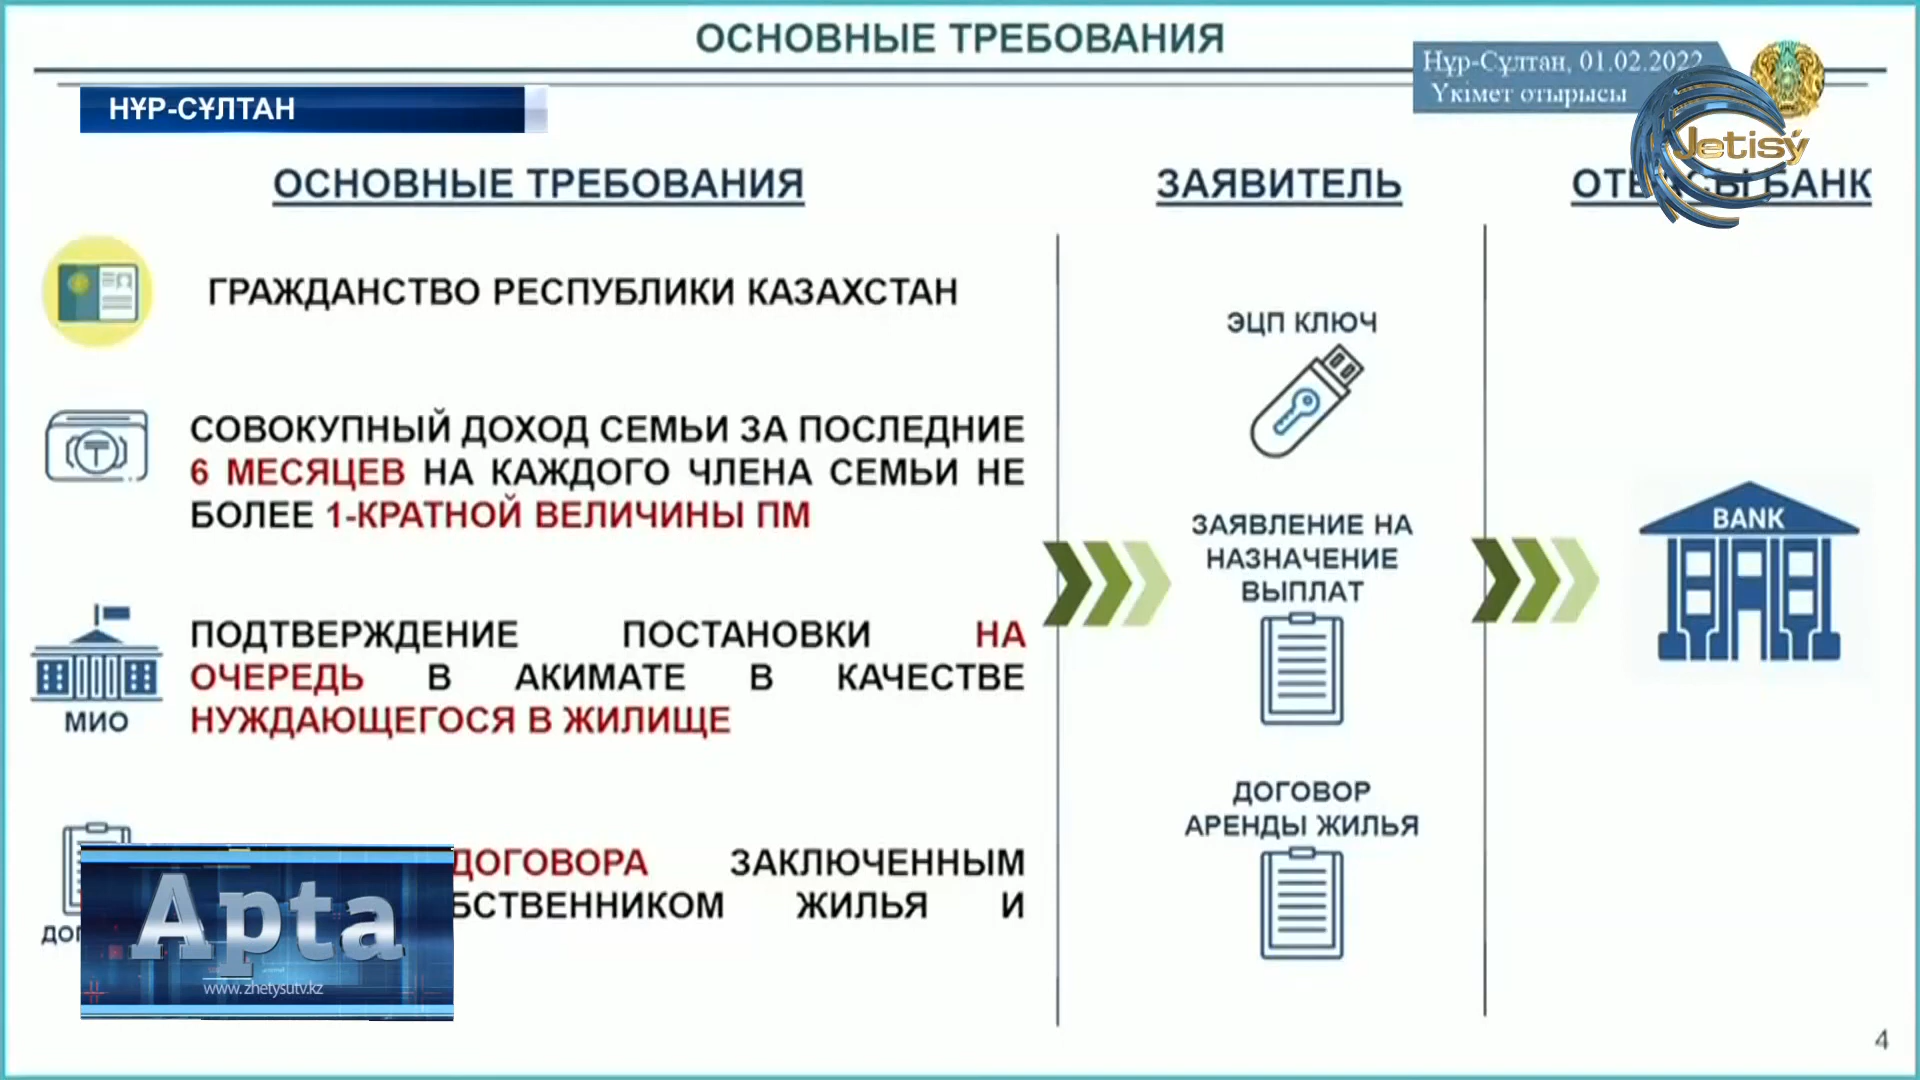 ОСНОВНЫЕ ТРЕБОВАНИЯ
Нұр-Сұлтан, 01.02.2022
Үкімет отырысы
НҰР-СҰЛТАН
Jetisý
ОСНОВНЫЕ ТРЕБОВАНИЯ
ГРАЖДАНСТВО РЕСПУБЛИКИ КАЗАХСТАН
СОВОКУПНЫЙ ДОХОД СЕМЬИ ЗА ПОСЛЕДНИЕ
6 МЕСЯЦЕВ НА КАЖДОГО ЧЛЕНА СЕМЬИ НЕ
БОЛЕЕ 1-КРАТНОЙ ВЕЛИЧИНЫ ПМ
МИО
ПОДТВЕРЖДЕНИЕ ПОСТАНОВКИ НА
ОЧЕРЕДЬ В АКИМАТЕ В КАЧЕСТВЕ
НУЖДАЮЩЕГОСЯ В ЖИЛИЩЕ
ДОГОВОРА ЗАКЛЮЧЕННЫМ
ЖИЛЬЯ И
Apta
www.zhetysutv.kz
ЗАЯВИТЕЛЬ
ЭЦП КЛЮЧ
ЗАЯВЛЕНИЕ НА
НАЗНАЧЕНИЕ
ВЫПЛАТ
ДОГОВОР
АРЕНДЫ ЖИЛЬЯ
БАНК
BANK
4